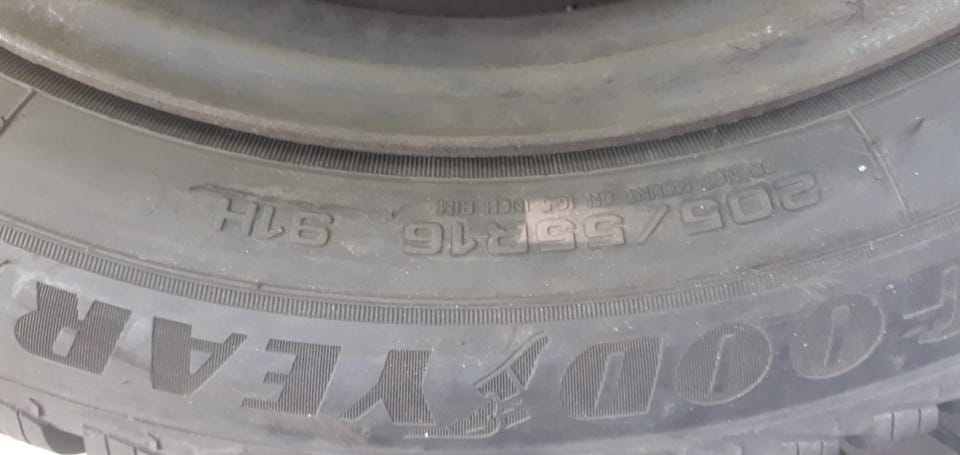 GOODYEAR
205/55R16 91H
DO NOT MOUNT ON 16.5 INCH RIM